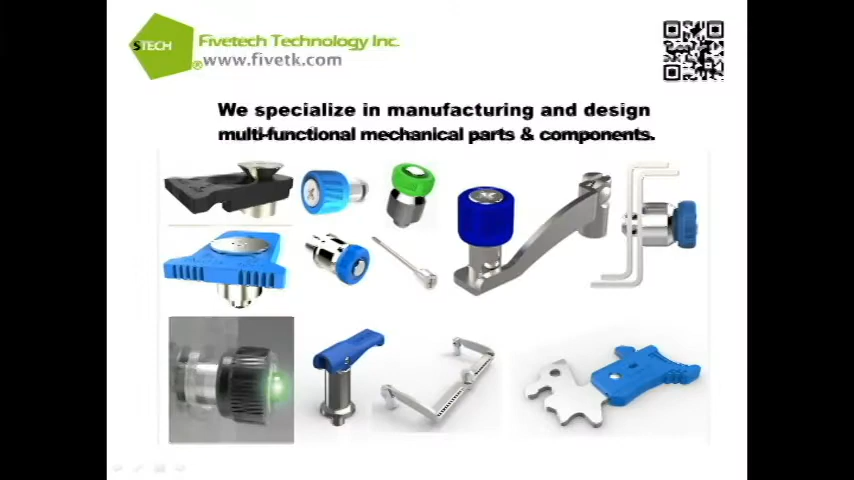 5TECH
Fivetech Technology Inc.
®www.fivetk.com
We specialize in manufacturing and design
multi-functional mechanical parts & components.